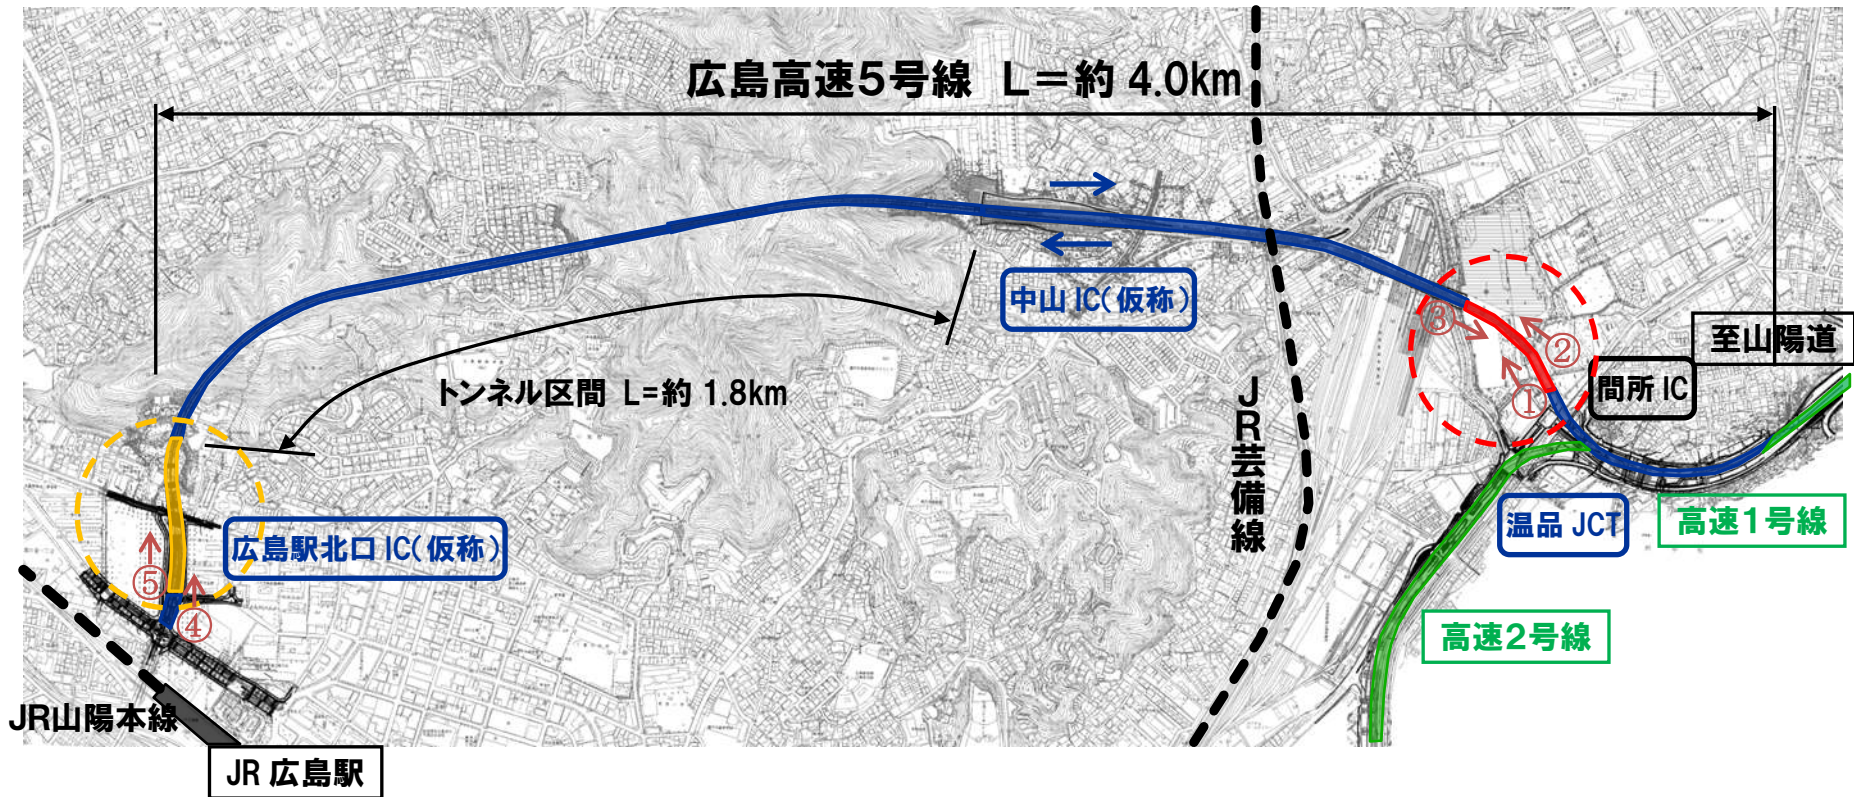 広島高速5号線 L＝約 4.0km
中山 IC(仮称)
③
②
至山陽道
トンネル区間 L=約 1.8km
①
間所 IC
JR芸備線
広島駅北口 IC(仮称)
温品 JCT
高速1号線
⑤
④
高速2号線
JR山陽本線
JR 広島駅